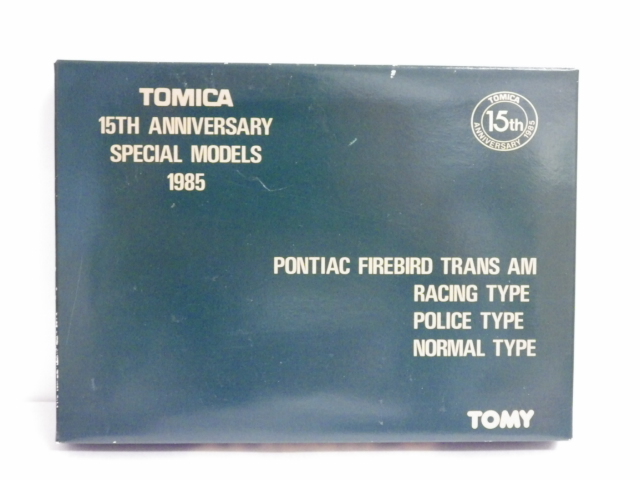 TOMICA
15TH ANNIVERSARY
SPECIAL MODELS
1985
TOMICA
15th
ANNIVERSARY 1985
PONTIAC FIREBIRD TRANS AM
RACING TYPE
POLICE TYPE
NORMAL TYPE
TOMY